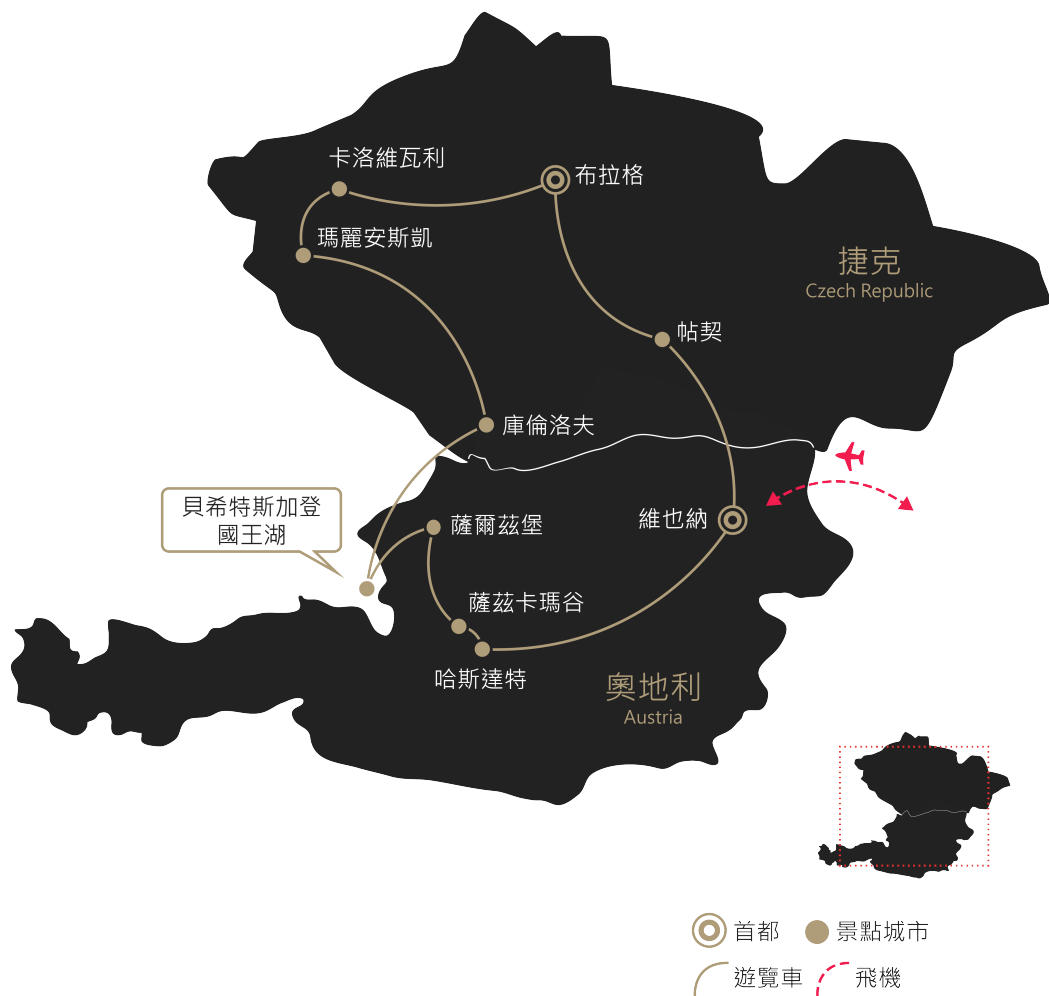 卡洛維瓦利
布拉格
瑪麗安斯凱
捷克
Czech Republic
帖契
庫倫洛夫
貝希特斯加登
國王湖
薩爾茲堡
維也納
薩茲卡瑪谷
哈斯達特
奧地利
Austria
首都
景點城市
遊覽車
飛機